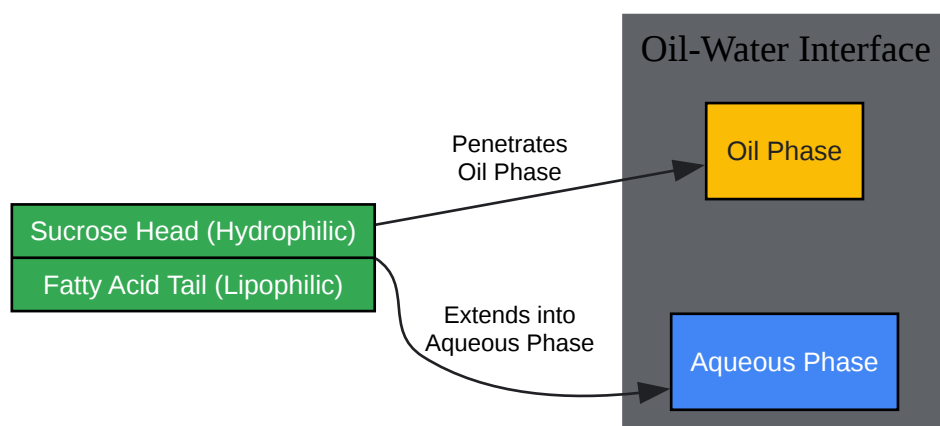 Oil-Water Interface
Penetrates
Oil Phase
Oil Phase
Sucrose Head (Hydrophilic)
Fatty Acid Tail (Lipophilic)
Extends into
Aqueous Phase
Aqueous Phase